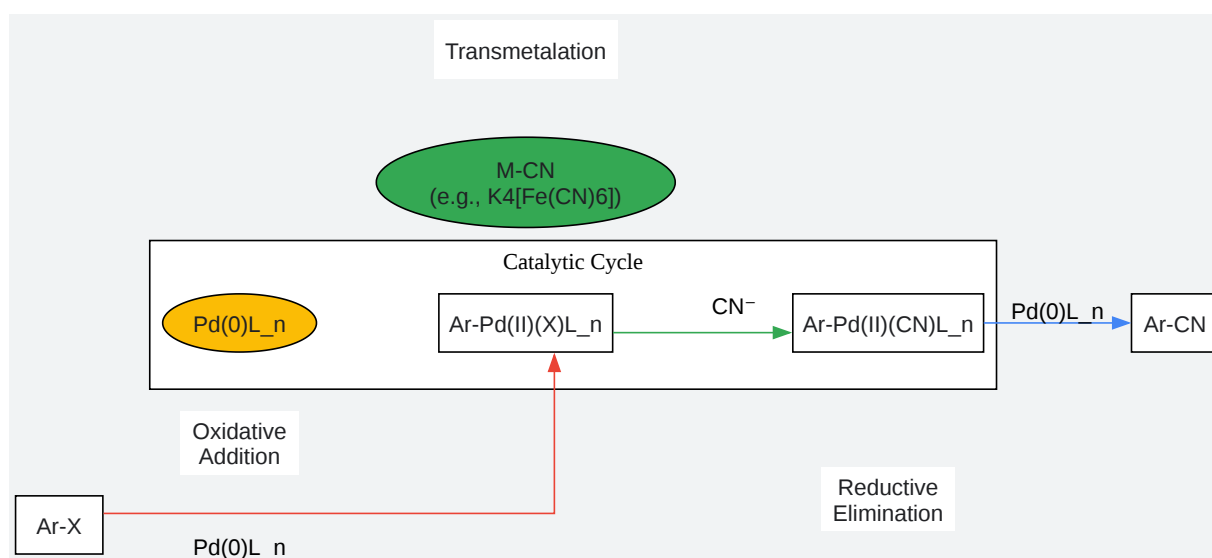 Transmetalation
M-CN
(e.g., K4[Fe(CN)6])
Catalytic Cycle
Pd(0)L_n
Ar-Pd(II)(X)L_n
CN⁻
Ar-Pd(II)(CN)L_n
Pd(0)L_n
Ar-CN
Oxidative
Addition
Reductive
Elimination
Ar-X
Pd(0)L_n